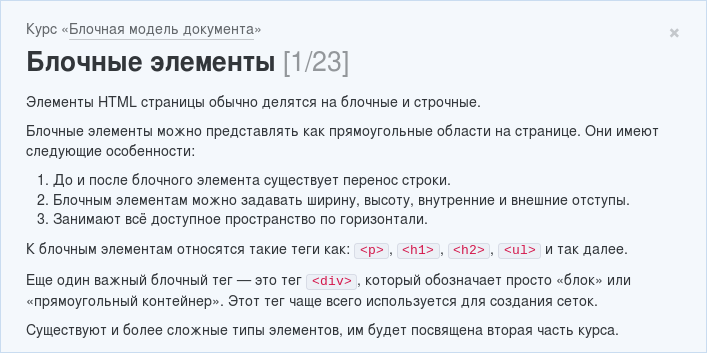 Курс «Блочная модель документа»
×
Блочные элементы [1/23]
Элементы HTML страницы обычно делятся на блочные и строчные.
Блочные элементы можно представлять как прямоугольные области на странице. Они имеют
следующие особенности:
1. До и после блочного элемента существует перенос строки.
2. Блочным элементам можно задавать ширину, высоту, внутренние и внешние отступы.
3. Занимают всё доступное пространство по горизонтали.
К блочным элементам относятся такие теги как: <p>, <h1>, <h2>, <ul> и так далее.
Еще один важный блочный тег — это тег <div>, который обозначает просто «блок» или
«прямоугольный контейнер». Этот тег чаще всего используется для создания сеток.
Существуют и более сложные типы элементов, им будет посвящена вторая часть курса.